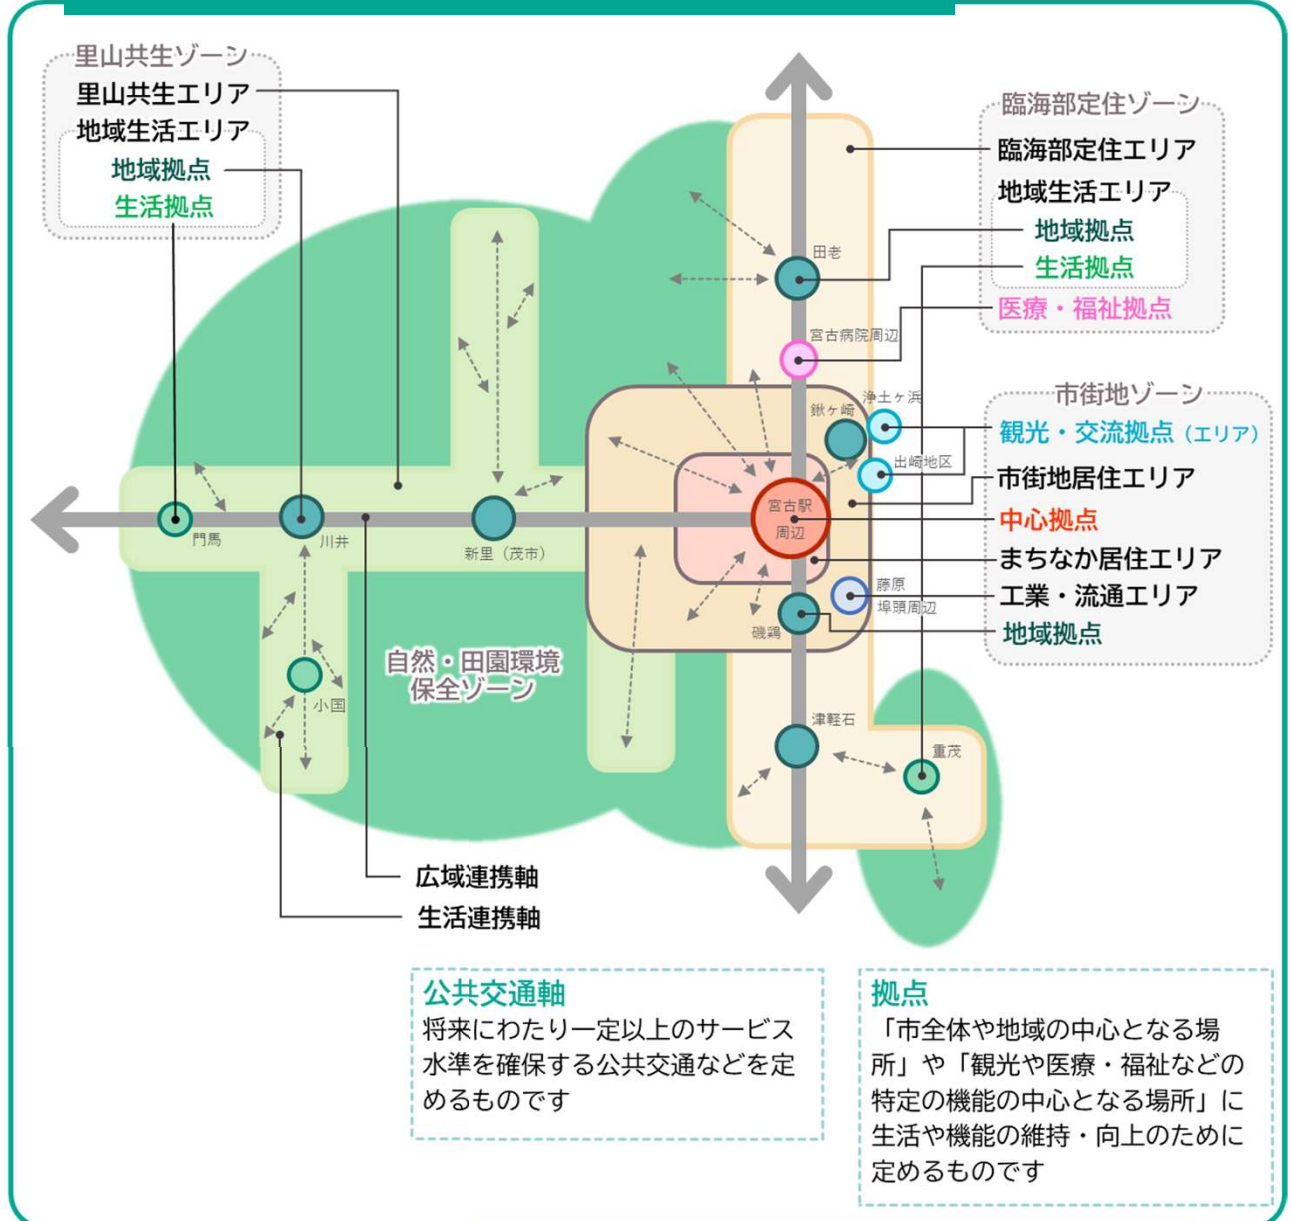 里山共生ゾーン
里山共生エリア
地域生活エリア
地域拠点
生活拠点
臨海部定住ゾーン
臨海部定住エリア
地域生活エリア
地域拠点
生活拠点
医療・福祉拠点
市街地ゾーン
観光・交流拠点（エリア）
市街地居住エリア
中心拠点
まちなか居住エリア
工業・流通エリア
地域拠点
田老
宮古病院周辺
浄土ヶ浜
鍬ヶ崎
出崎地区
宮古駅
周辺
門馬
川井
新里（茂市）
藤原
埠頭周辺
磯鶏
小国
自然・田園環境
保全ゾーン
津軽石
重茂
広域連携軸
生活連携軸
公共交通軸
将来にわたり一定以上のサービス
水準を確保する公共交通などを定
めるものです
拠点
「市全体や地域の中心となる場
所」や「観光や医療・福祉などの
特定の機能の中心となる場所」に
生活や機能の維持・向上のために
定めるものです